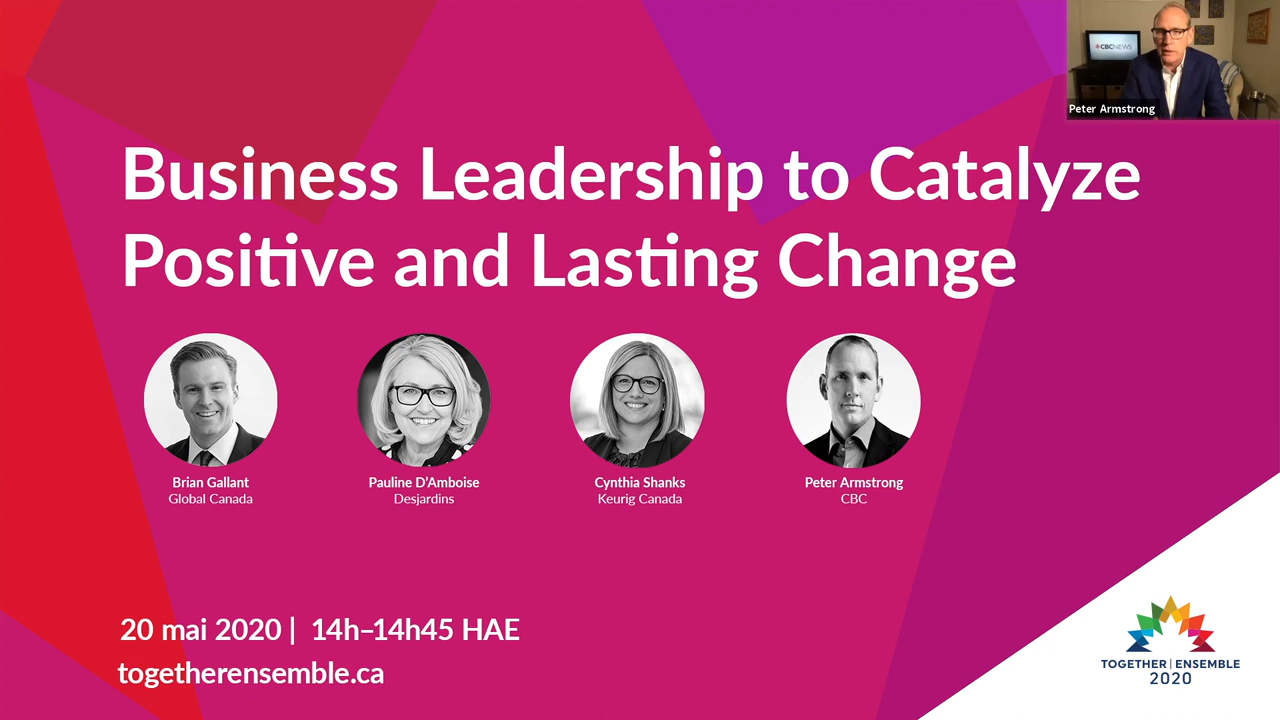 CBCNEWS
Peter Armstrong
Business Leadership to Catalyze
Positive and Lasting Change
Brian Gallant
Global Canada
Pauline D'Amboise
Desjardins
Cynthia Shanks
Keurig Canada
Peter Armstrong
CBC
20 mai 2020 | 14h–14h45 HAE
togetherensemble.ca
TOGETHER | ENSEMBLE
2020